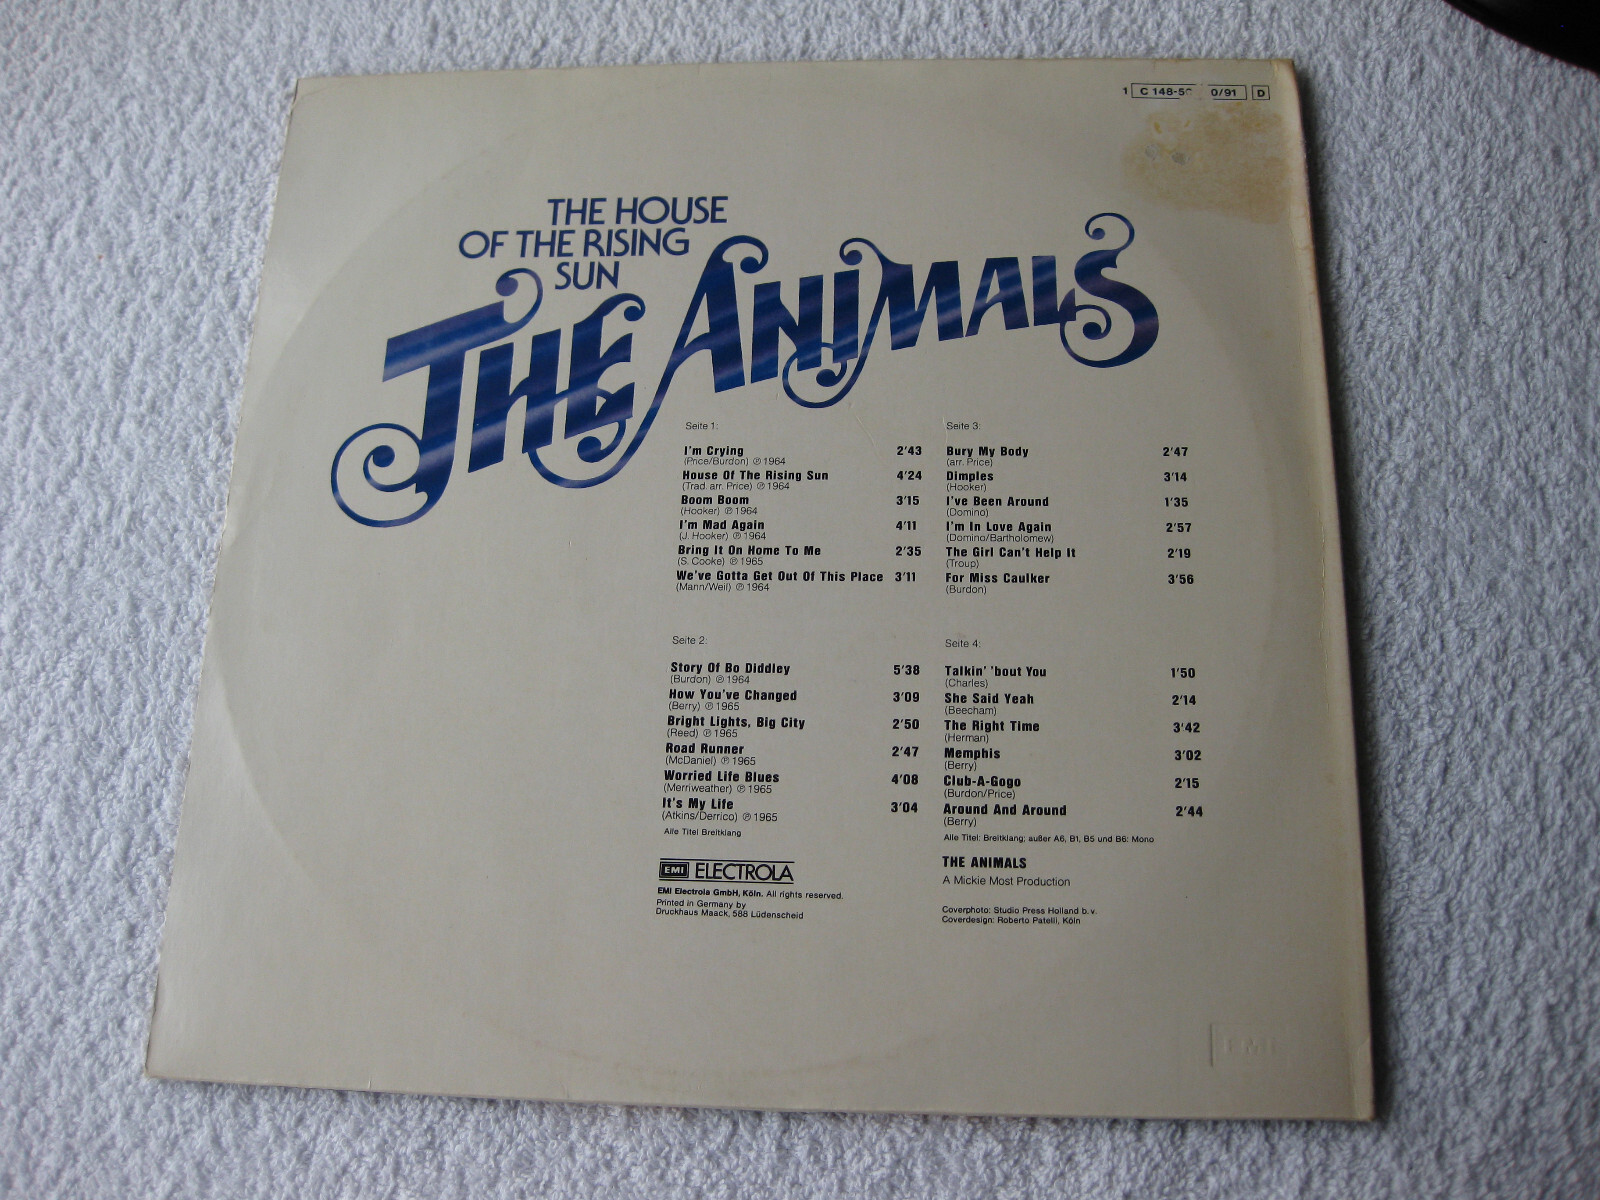 1 C 148-5 0/91 D
THE HOUSE
OF THE RISING
SUN
THE ANIMALS
Seite 1:
I'm Crying 2'43
(Price/Burdon) ℗ 1964
House Of The Rising Sun 4'24
(Trad. arr. Price) ℗ 1964
Boom Boom 3'15
(Hooker) ℗ 1964
I'm Mad Again 4'11
(J. Hooker) ℗ 1964
Bring It On Home To Me 2'35
(S. Cooke) ℗ 1965
We've Gotta Get Out Of This Place 3'11
(Mann/Weil) ℗ 1964
Seite 2:
Story Of Bo Diddley 5'38
(Burdon) ℗ 1964
How You've Changed 3'09
(Berry) ℗ 1965
Bright Lights, Big City 2'50
(Reed) ℗ 1965
Road Runner 2'47
(McDaniel) ℗ 1965
Worried Life Blues 4'08
(Merriweather) ℗ 1965
It's My Life 3'04
(Atkins/Derrico) ℗ 1965
Alle Titel Breitklang
EMI ELECTROLA
EMI Electrola GmbH, Köln. All rights reserved.
Printed in Germany by
Druckhaus Maack, 588 Lüdenscheid
Seite 3:
Bury My Body 2'47
(arr. Price)
Dimples 3'14
(Hooker)
I've Been Around 1'35
(Domino)
I'm In Love Again 2'57
(Domino/Bartholomew)
The Girl Can't Help It 2'19
(Troup)
For Miss Caulker 3'56
(Burdon)
Seite 4:
Talkin' 'bout You 1'50
(Charles)
She Said Yeah 2'14
(Beecham)
The Right Time 3'42
(Herman)
Memphis 3'02
(Berry)
Club-A-Gogo 2'15
(Burdon/Price)
Around And Around 2'44
(Berry)
Alle Titel: Breitklang; außer A6, B1, B5 und B6: Mono
THE ANIMALS
A Mickie Most Production
Coverphoto: Studio Press Holland b.v.
Coverdesign: Roberto Patelli, Köln
EMI